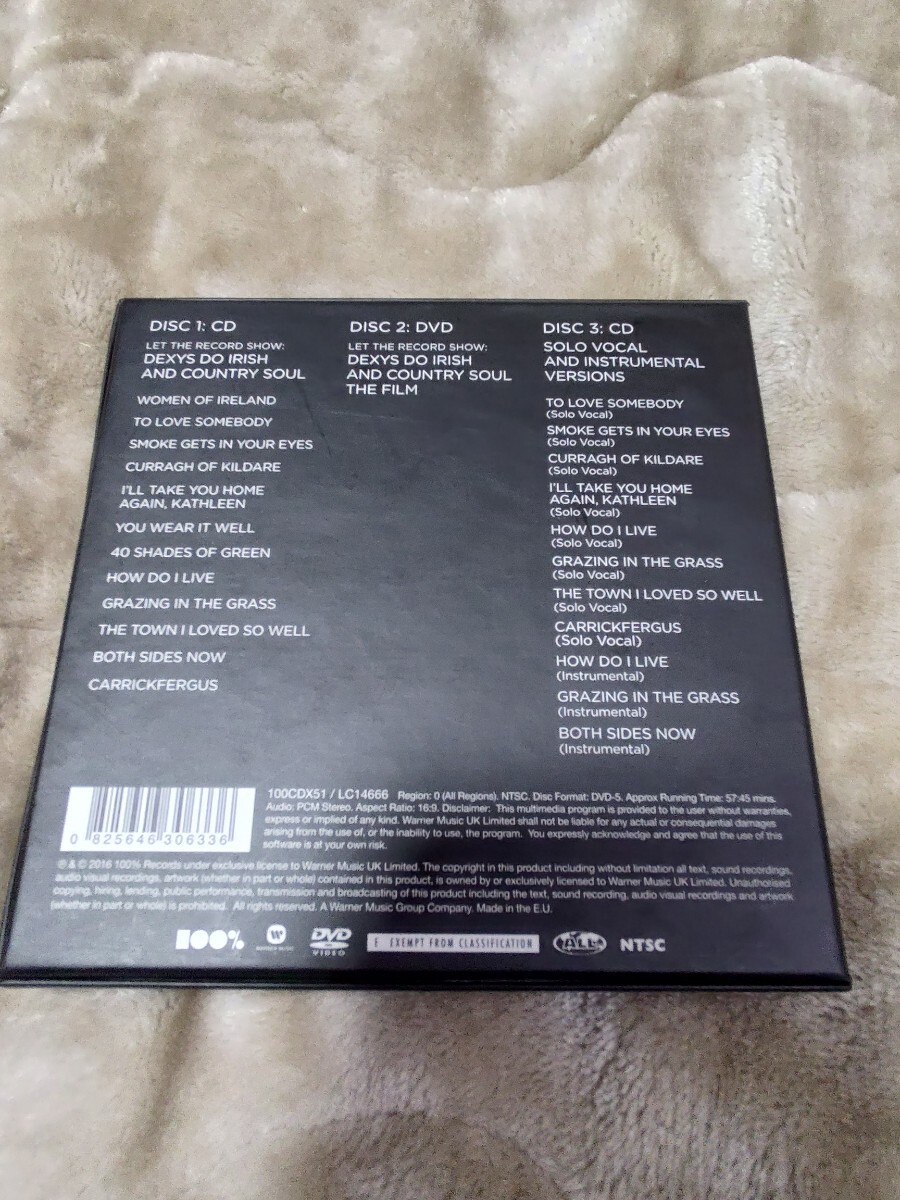 DISC 1: CD
LET THE RECORD SHOW:
DEXYS DO IRISH
AND COUNTRY SOUL
WOMEN OF IRELAND
TO LOVE SOMEBODY
SMOKE GETS IN YOUR EYES
CURRAGH OF KILDARE
I'LL TAKE YOU HOME
AGAIN, KATHLEEN
YOU WEAR IT WELL
40 SHADES OF GREEN
HOW DO I LIVE
GRAZING IN THE GRASS
THE TOWN I LOVED SO WELL
BOTH SIDES NOW
CARRICKFERGUS
DISC 2: DVD
LET THE RECORD SHOW:
DEXYS DO IRISH
AND COUNTRY SOUL
THE FILM
DISC 3: CD
SOLO VOCAL
AND INSTRUMENTAL
VERSIONS
TO LOVE SOMEBODY
(Solo Vocal)
SMOKE GETS IN YOUR EYES
(Solo Vocal)
CURRAGH OF KILDARE
(Solo Vocal)
I'LL TAKE YOU HOME
AGAIN, KATHLEEN
(Solo Vocal)
HOW DO I LIVE
(Solo Vocal)
GRAZING IN THE GRASS
(Solo Vocal)
THE TOWN I LOVED SO WELL
(Solo Vocal)
CARRICKFERGUS
(Solo Vocal)
HOW DO I LIVE
(Instrumental)
GRAZING IN THE GRASS
(Instrumental)
BOTH SIDES NOW
(Instrumental)
0 825646 306336
100CDX51 / LC14666 Region: 0 (All Regions). NTSC. Disc Format: DVD-5. Approx Running Time: 57:45 mins.
Audio: PCM Stereo. Aspect Ratio: 16:9. Disclaimer: This multimedia program is provided to the user without warranties,
express or implied of any kind. Warner Music UK Limited shall not be liable for any actual or consequential damages
arising from the use of, or the inability to use, the program. You expressly acknowledge and agree that the use of this
software is at your own risk.
℗ & © 2016 100% Records under exclusive license to Warner Music UK Limited. The copyright in this product including without limitation all text, sound recordings,
audio visual recordings, artwork (whether in part or whole) contained in this product, is owned by or exclusively licensed to Warner Music UK Limited. Unauthorised
copying, hiring, lending, public performance, transmission and broadcasting of this product including the text, sound recording, audio visual recordings and artwork
(whether in part or whole) is prohibited. All rights reserved. A Warner Music Group Company. Made in the E.U.
100% DVD VIDEO E EXEMPT FROM CLASSIFICATION ALL NTSC